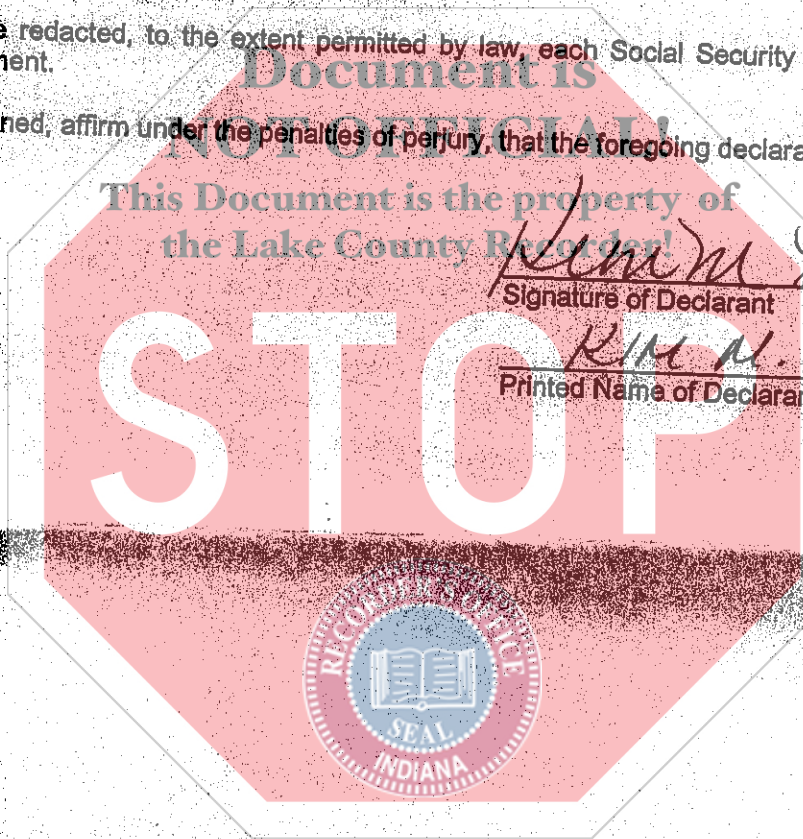 redacted, to the extent permitted by law, each Social Security
Document is
NOT OFFICIAL!
ned, affirm under the penalties of perjury, that the foregoing declara
This Document is the property of
the Lake County Recorder!
Signature of Declarant
KIM M.
Printed Name of Declaran
STOP
RECORDER'S OFFICE
SEAL
INDIANA